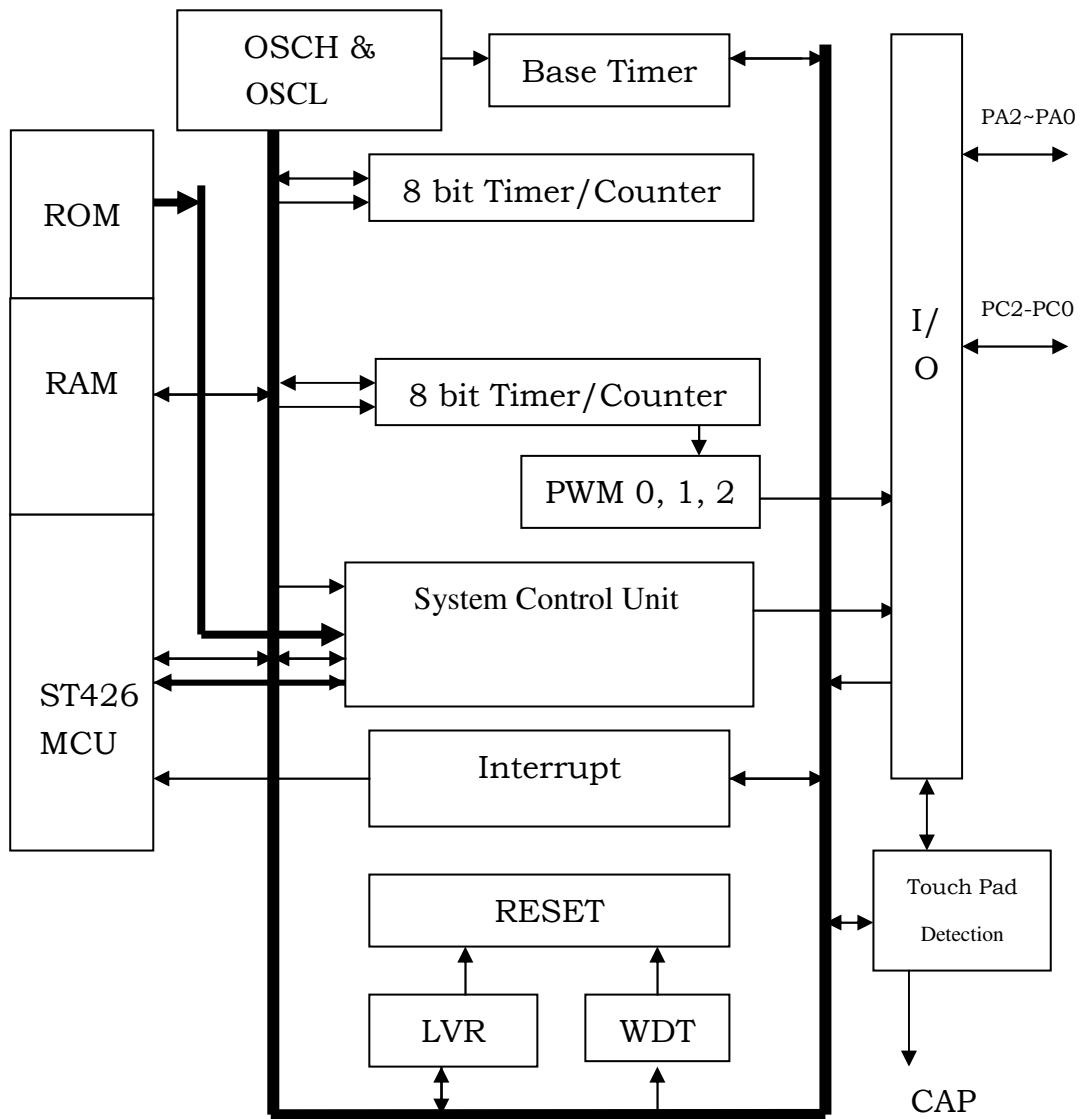 OSCH &
OSCL
Base Timer
PA2~PA0
ROM
8 bit Timer/Counter
PC2-PC0
I/
O
RAM
8 bit Timer/Counter
PWM 0, 1, 2
System Control Unit
ST426
MCU
Interrupt
Touch Pad
Detection
RESET
LVR
WDT
CAP